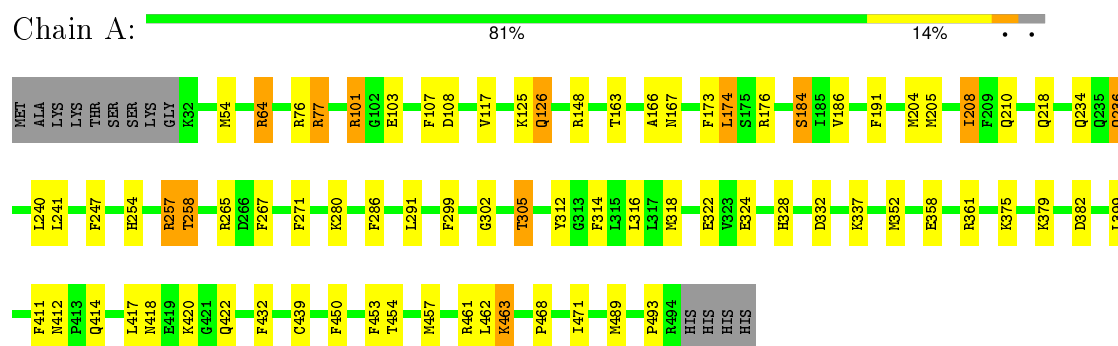 Chain A:
81% 14% • •
MET ALA LYS LYS THR SER SER LYS GLY K32 M54 R64 R76 R77 R101 G102 E103 F107 D108 V117 K125 Q126 R148 T163 A166 N167 F173 L174 S175 R176 S184 I185 V186 F191 M204 M205 I208 F209 Q210 Q218 Q234 Q235
L240 L241 F247 H254 R257 T258 R265 D266 F267 F271 K280 F286 L291 F299 G302 T305 Y312 G313 F314 L315 L316 L317 M318 E322 V323 E324 H328 D332 K337 M352 E358 R361 K375 K379 D382
F411 N412 P413 Q414 L417 N418 E419 K420 G421 Q422 F432 C439 F450 F453 T454 M457 R461 L462 K463 P468 I471 M489 P493 R494 HIS HIS HIS HIS